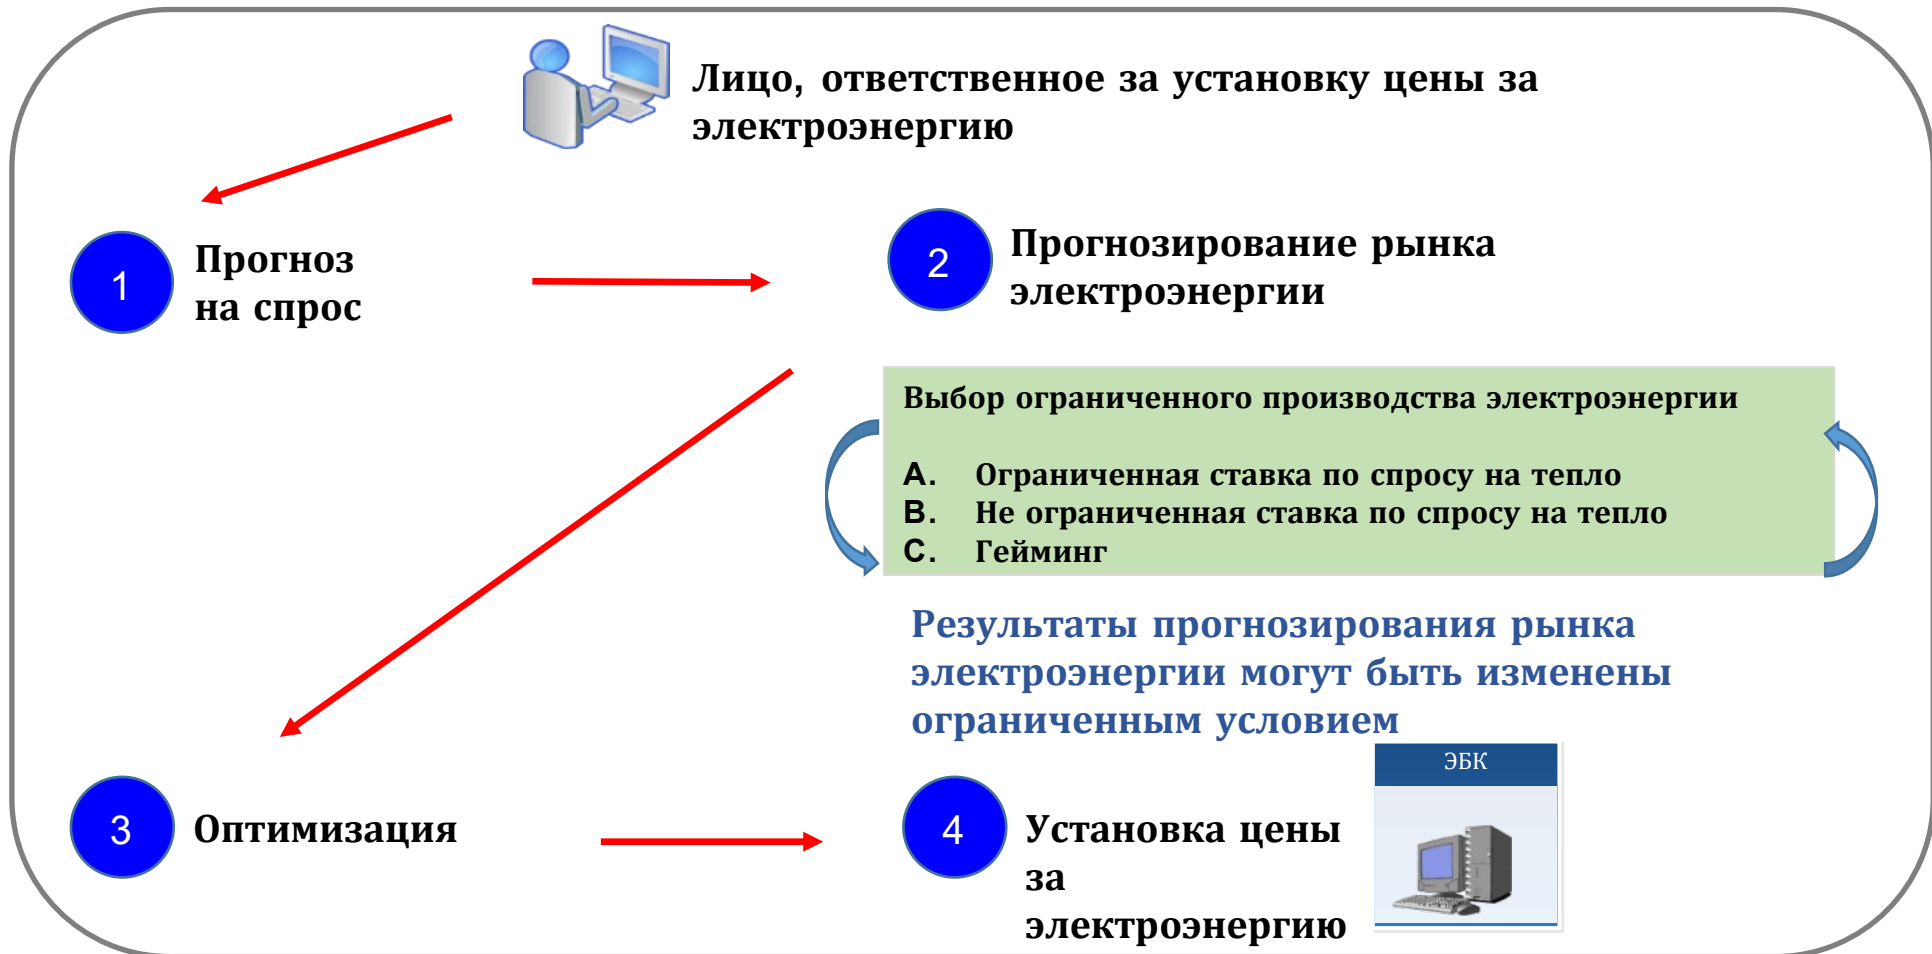 Лицо, ответственное за установку цены за
электроэнергию
1
Прогноз
на спрос
2
Прогнозирование рынка
электроэнергии
Выбор ограниченного производства электроэнергии
A. Ограниченная ставка по спросу на тепло
B. Не ограниченная ставка по спросу на тепло
C. Гейминг
Результаты прогнозирования рынка
электроэнергии могут быть изменены
ограниченным условием
3
Оптимизация
4
Установка цены
за
электроэнергию
ЭБК